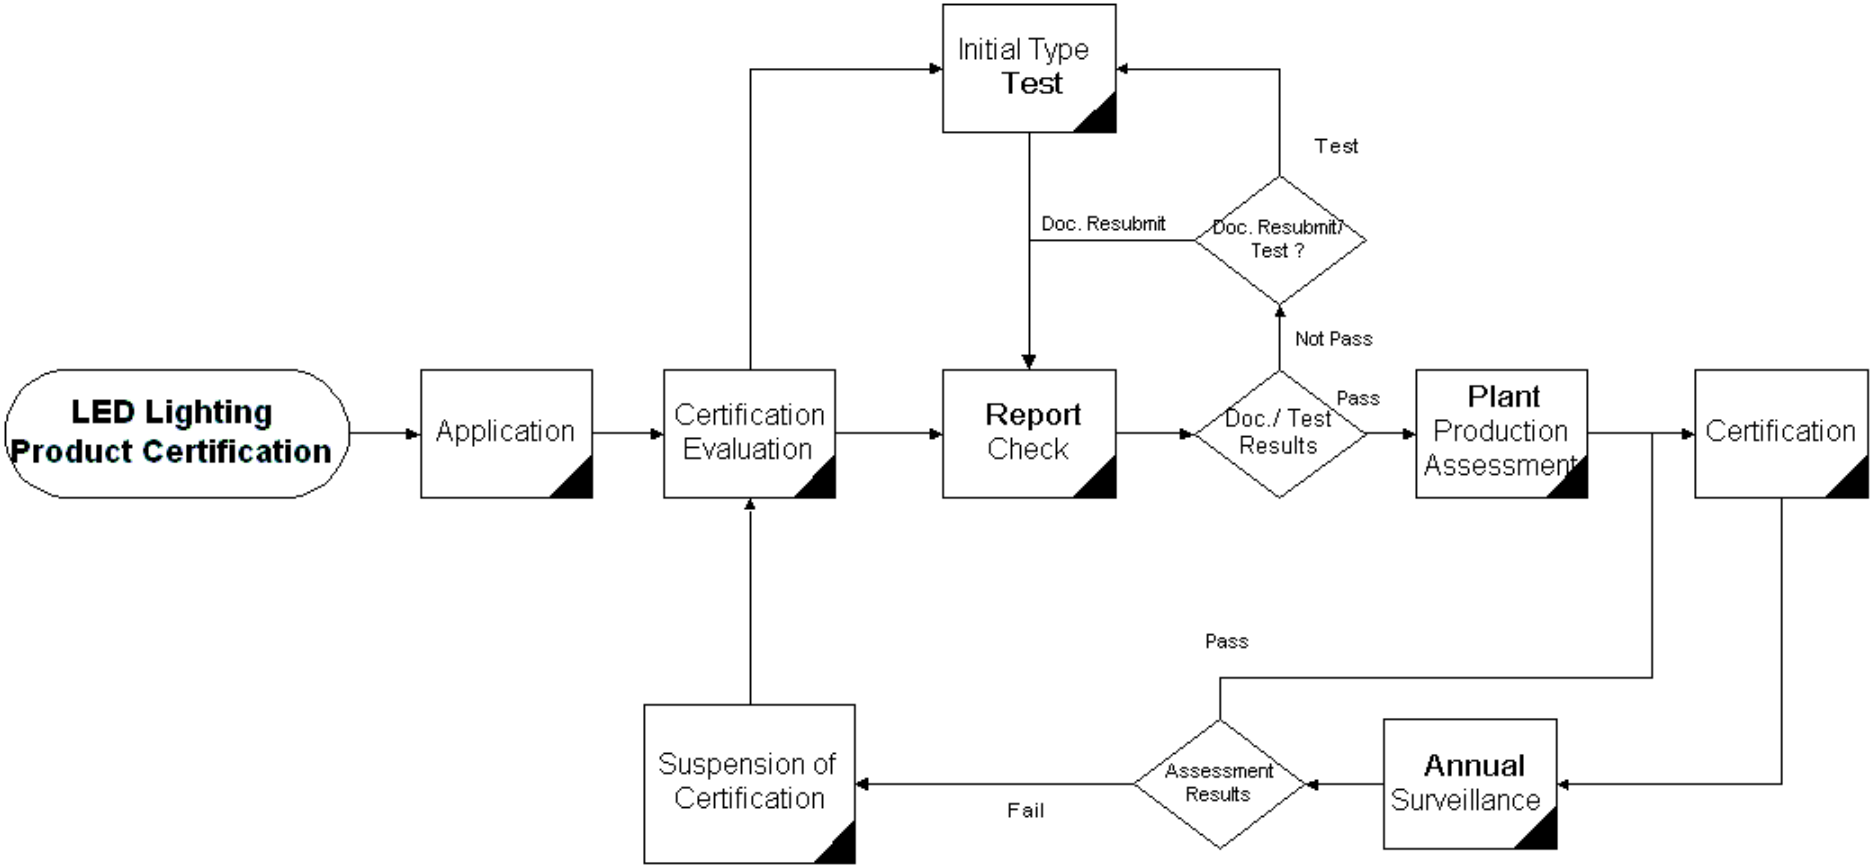 Initial Type
Test
Test
Doc. Resubmit
Doc. Resubmit/
Test ?
Not Pass
LED Lighting
Product Certification
Application
Certification
Evaluation
Report
Check
Doc./ Test
Results
Pass
Plant
Production
Assessment
Certification
Pass
Suspension of
Certification
Fail
Assessment
Results
Annual
Surveillance